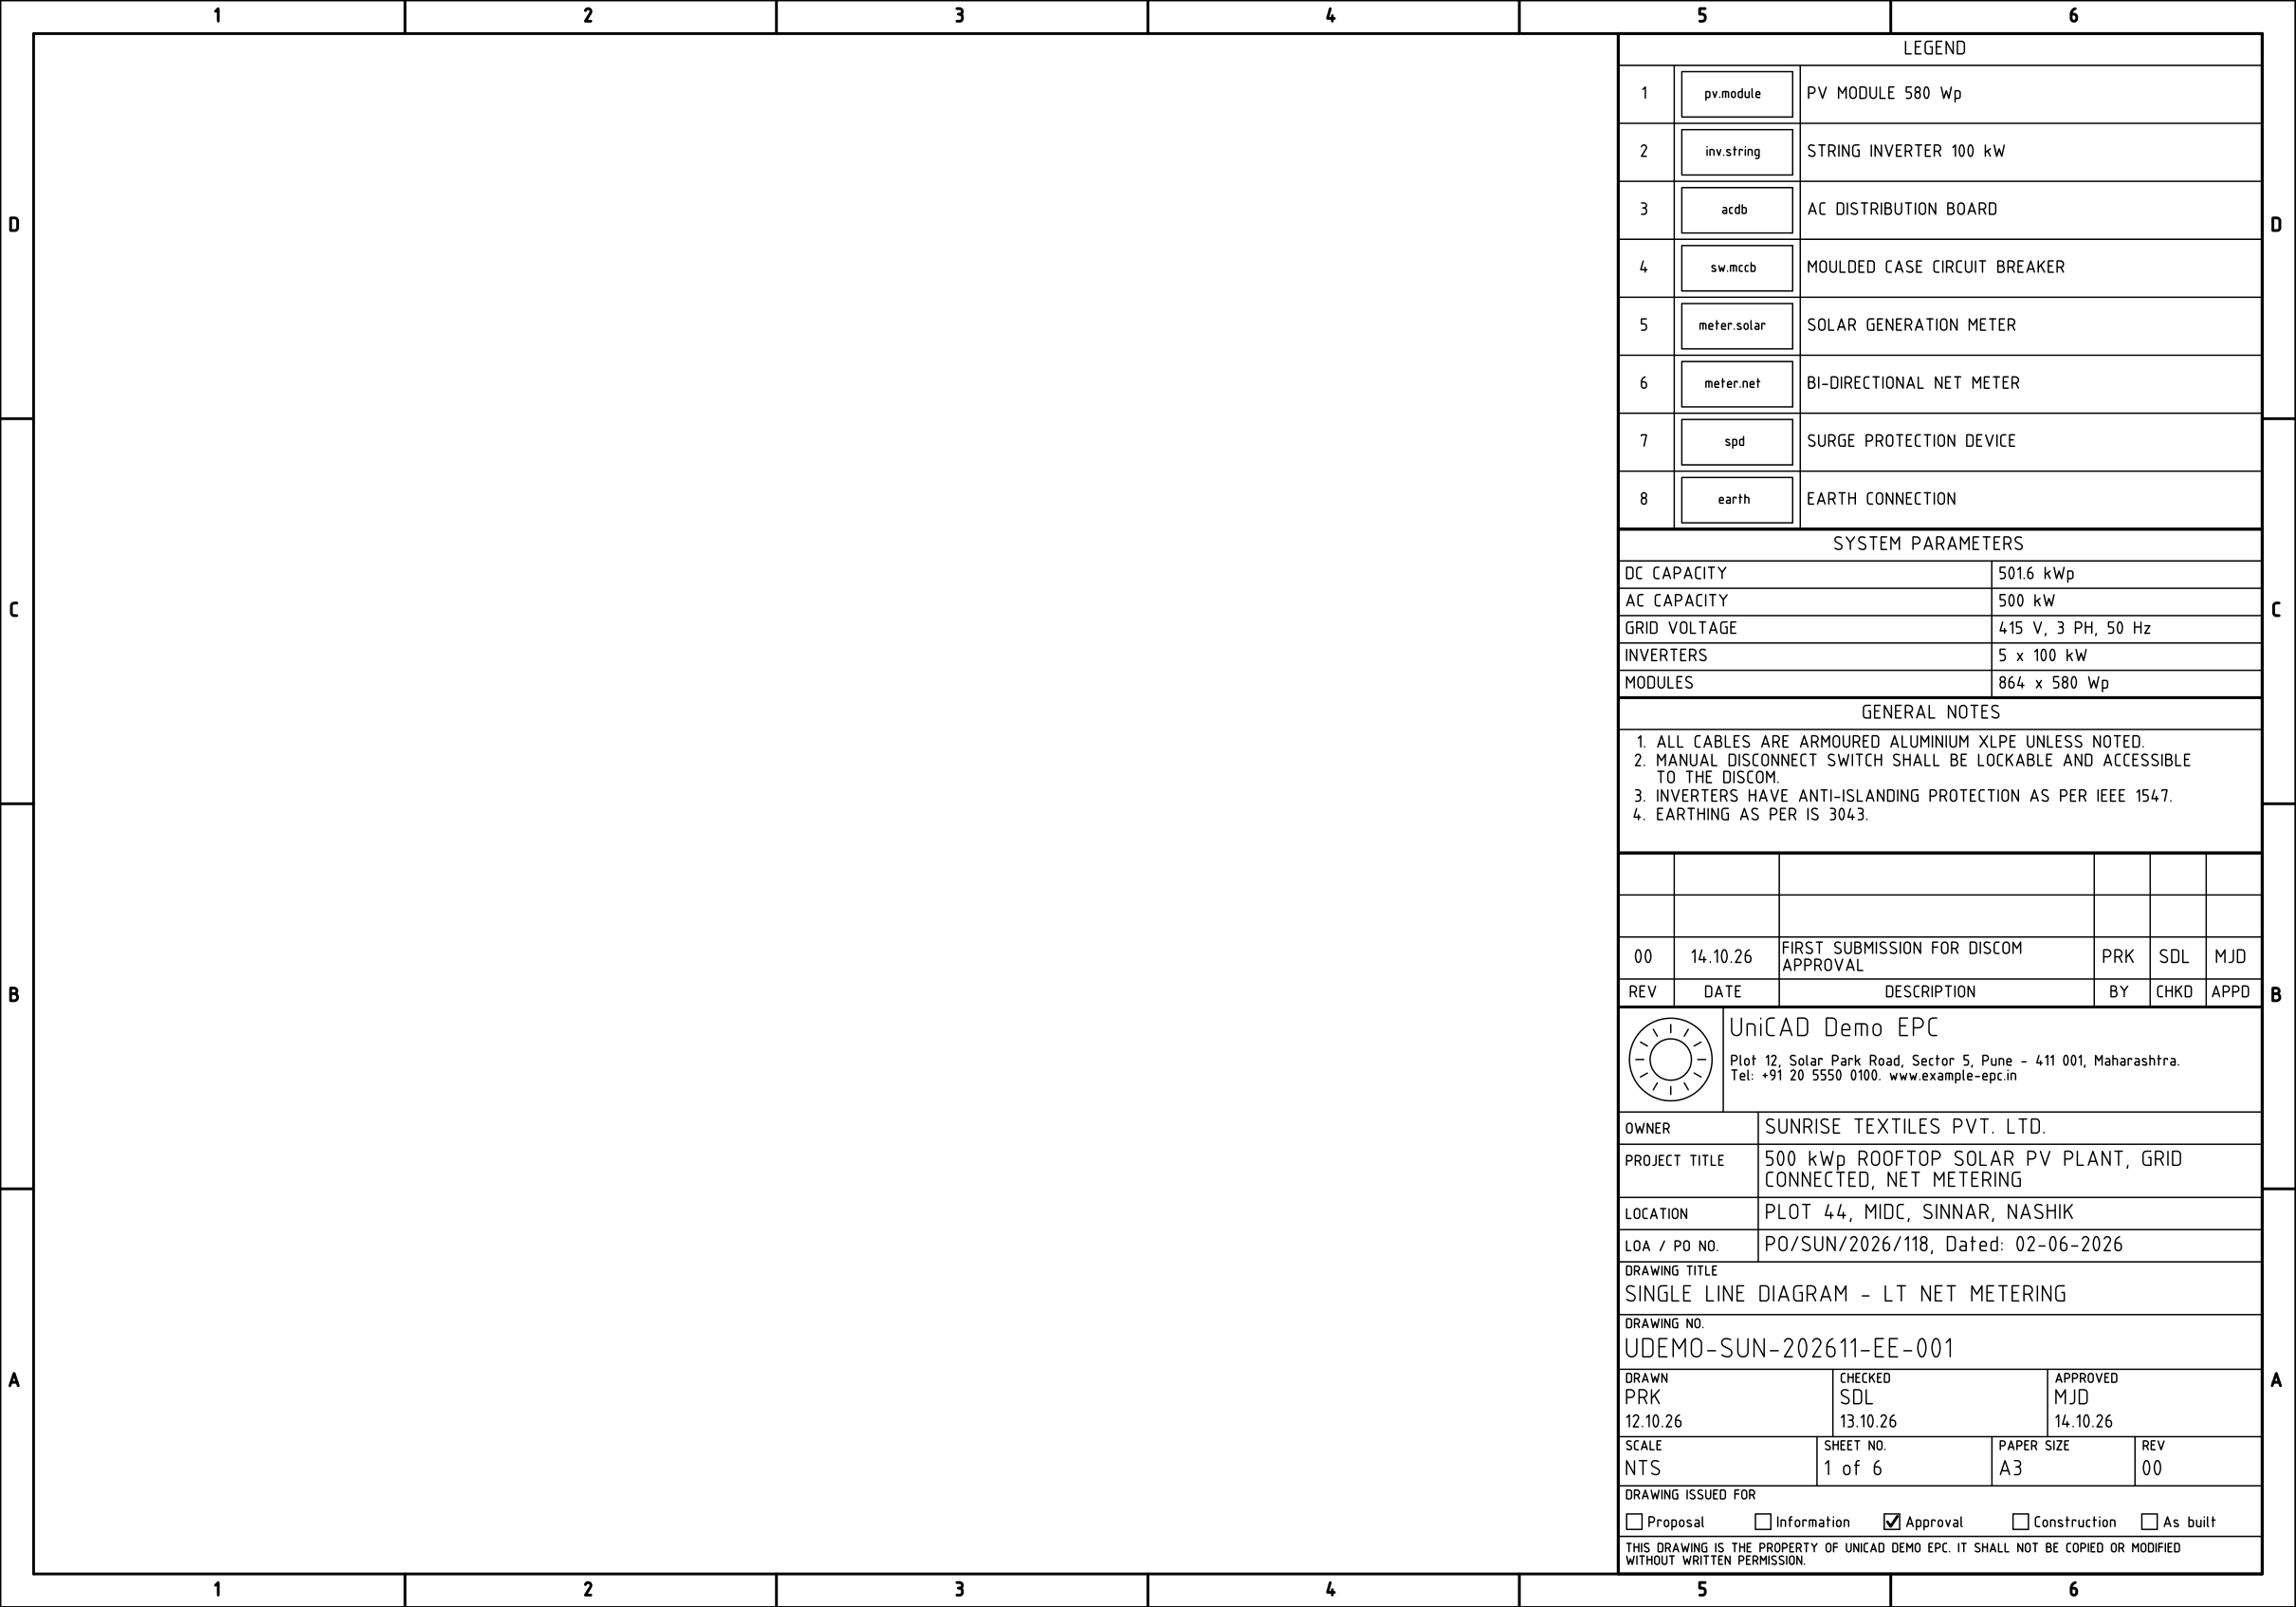 1 2 3 4 5 6
LEGEND
1 pv.module PV MODULE 580 Wp
2 inv.string STRING INVERTER 100 kW
3 acdb AC DISTRIBUTION BOARD
D D
4 sw.mccb MOULDED CASE CIRCUIT BREAKER
5 meter.solar SOLAR GENERATION METER
6 meter.net BI-DIRECTIONAL NET METER
7 spd SURGE PROTECTION DEVICE
8 earth EARTH CONNECTION
SYSTEM PARAMETERS
DC CAPACITY 501.6 kWp
AC CAPACITY 500 kW
C C
GRID VOLTAGE 415 V, 3 PH, 50 Hz
INVERTERS 5 x 100 kW
MODULES 864 x 580 Wp
GENERAL NOTES
1. ALL CABLES ARE ARMOURED ALUMINIUM XLPE UNLESS NOTED.
2. MANUAL DISCONNECT SWITCH SHALL BE LOCKABLE AND ACCESSIBLE
TO THE DISCOM.
3. INVERTERS HAVE ANTI-ISLANDING PROTECTION AS PER IEEE 1547.
4. EARTHING AS PER IS 3043.
00 14.10.26 FIRST SUBMISSION FOR DISCOM
APPROVAL PRK SDL MJD
REV DATE DESCRIPTION BY CHKD APPD
B B
UniCAD Demo EPC
Plot 12, Solar Park Road, Sector 5, Pune - 411 001, Maharashtra.
Tel: +91 20 5550 0100. www.example-epc.in
OWNER SUNRISE TEXTILES PVT. LTD.
PROJECT TITLE 500 kWp ROOFTOP SOLAR PV PLANT, GRID
CONNECTED, NET METERING
LOCATION PLOT 44, MIDC, SINNAR, NASHIK
LOA / PO NO. PO/SUN/2026/118, Dated: 02-06-2026
DRAWING TITLE
SINGLE LINE DIAGRAM - LT NET METERING
DRAWING NO.
UDEMO-SUN-202611-EE-001
A A
DRAWN CHECKED APPROVED
PRK SDL MJD
12.10.26 13.10.26 14.10.26
SCALE SHEET NO. PAPER SIZE REV
NTS 1 of 6 A3 00
DRAWING ISSUED FOR
Proposal Information Approval Construction As built
THIS DRAWING IS THE PROPERTY OF UNICAD DEMO EPC. IT SHALL NOT BE COPIED OR MODIFIED
WITHOUT WRITTEN PERMISSION.
1 2 3 4 5 6